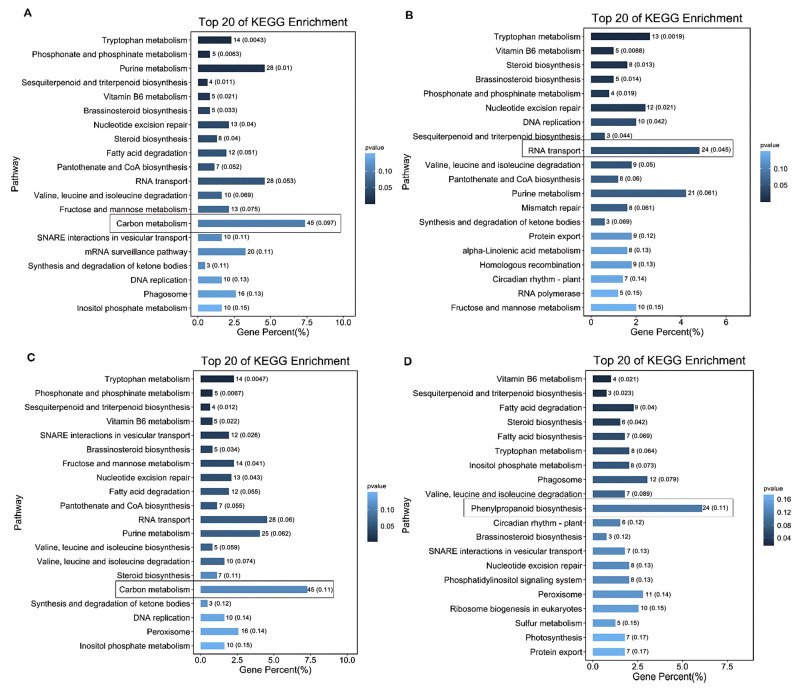 A
Top 20 of KEGG Enrichment
Pathway
Tryptophan metabolism 14 (0.0043)
Phosphonate and phosphinate metabolism 5 (0.0063)
Purine metabolism 28 (0.01)
Sesquiterpenoid and triterpenoid biosynthesis 4 (0.011)
Vitamin B6 metabolism 5 (0.021)
Brassinosteroid biosynthesis 5 (0.033)
Nucleotide excision repair 13 (0.04)
Steroid biosynthesis 8 (0.04)
Fatty acid degradation 12 (0.051)
Pantothenate and CoA biosynthesis 7 (0.052)
RNA transport 28 (0.053)
Valine, leucine and isoleucine degradation 10 (0.069)
Fructose and mannose metabolism 13 (0.075)
Carbon metabolism 45 (0.097)
SNARE interactions in vesicular transport 10 (0.11)
mRNA surveillance pathway 20 (0.11)
Synthesis and degradation of ketone bodies 3 (0.11)
DNA replication 10 (0.13)
Phagosome 16 (0.13)
Inositol phosphate metabolism 10 (0.15)
0.0 2.5 5.0 7.5 10.0
Gene Percent(%)
pvalue
0.10
0.05
B
Top 20 of KEGG Enrichment
Pathway
Tryptophan metabolism 13 (0.0019)
Vitamin B6 metabolism 5 (0.0088)
Steroid biosynthesis 8 (0.013)
Brassinosteroid biosynthesis 5 (0.014)
Phosphonate and phosphinate metabolism 4 (0.019)
Nucleotide excision repair 12 (0.021)
DNA replication 10 (0.042)
Sesquiterpenoid and triterpenoid biosynthesis 3 (0.044)
RNA transport 24 (0.045)
Valine, leucine and isoleucine degradation 9 (0.05)
Pantothenate and CoA biosynthesis 8 (0.06)
Purine metabolism 21 (0.061)
Mismatch repair 8 (0.061)
Synthesis and degradation of ketone bodies 3 (0.069)
Protein export 9 (0.12)
alpha-Linolenic acid metabolism 8 (0.13)
Homologous recombination 9 (0.13)
Circadian rhythm - plant 7 (0.14)
RNA polymerase 5 (0.15)
Fructose and mannose metabolism 10 (0.15)
0 2 4 6
Gene Percent(%)
pvalue
0.10
0.05
C
Top 20 of KEGG Enrichment
Pathway
Tryptophan metabolism 14 (0.0047)
Phosphonate and phosphinate metabolism 5 (0.0067)
Sesquiterpenoid and triterpenoid biosynthesis 4 (0.012)
Vitamin B6 metabolism 5 (0.022)
SNARE interactions in vesicular transport 12 (0.026)
Brassinosteroid biosynthesis 5 (0.034)
Fructose and mannose metabolism 14 (0.041)
Nucleotide excision repair 13 (0.043)
Fatty acid degradation 12 (0.055)
Pantothenate and CoA biosynthesis 7 (0.055)
RNA transport 28 (0.06)
Purine metabolism 25 (0.062)
Valine, leucine and isoleucine biosynthesis 5 (0.059)
Valine, leucine and isoleucine degradation 10 (0.074)
Steroid biosynthesis 7 (0.11)
Carbon metabolism 45 (0.11)
Synthesis and degradation of ketone bodies 3 (0.12)
DNA replication 10 (0.14)
Peroxisome 16 (0.14)
Inositol phosphate metabolism 10 (0.15)
0.0 2.5 5.0 7.5 10.0
Gene Percent(%)
pvalue
0.10
0.05
D
Top 20 of KEGG Enrichment
Pathway
Vitamin B6 metabolism 4 (0.021)
Sesquiterpenoid and triterpenoid biosynthesis 3 (0.023)
Fatty acid degradation 9 (0.04)
Steroid biosynthesis 6 (0.042)
Fatty acid biosynthesis 7 (0.069)
Tryptophan metabolism 8 (0.064)
Inositol phosphate metabolism 8 (0.073)
Phagosome 12 (0.079)
Valine, leucine and isoleucine degradation 7 (0.089)
Phenylpropanoid biosynthesis 24 (0.11)
Circadian rhythm - plant 6 (0.12)
Brassinosteroid biosynthesis 3 (0.12)
SNARE interactions in vesicular transport 7 (0.13)
Nucleotide excision repair 8 (0.13)
Phosphatidylinositol signaling system 8 (0.13)
Peroxisome 11 (0.14)
Ribosome biogenesis in eukaryotes 10 (0.15)
Sulfur metabolism 5 (0.15)
Photosynthesis 7 (0.17)
Protein export 7 (0.17)
0.0 2.5 5.0 7.5
Gene Percent(%)
pvalue
0.16
0.12
0.08
0.04